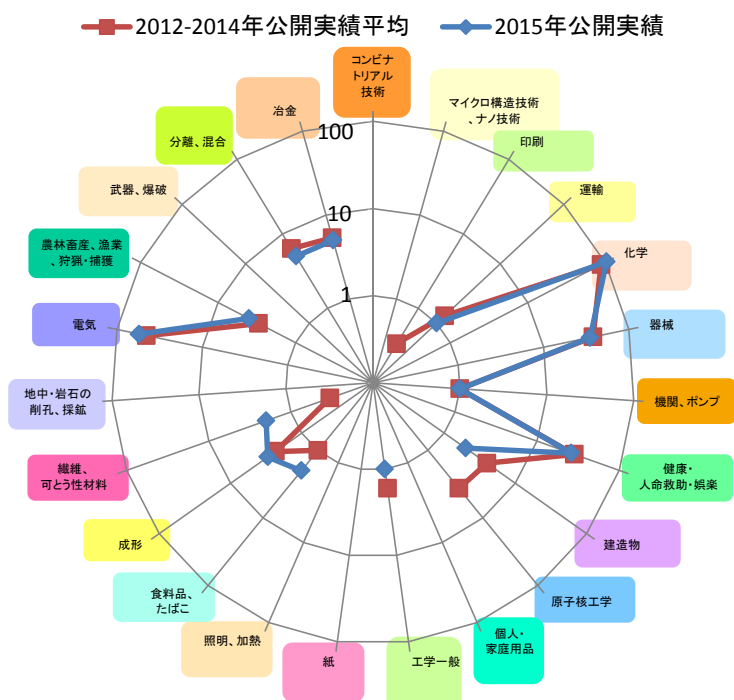 2012-2014年公開実績平均
2015年公開実績
コンビナ
トリアル
技術
マイクロ構造技術
、ナノ技術
印刷
運輸
化学
器械
機関、ポンプ
健康・
人命救助・娯楽
建造物
原子核工学
個人・
家庭用品
工学一般
紙
照明、加熱
食料品、
たばこ
成形
繊維、
可とう性材料
地中・岩石の
削孔、採鉱
電気
農林畜産、漁業
、狩猟・捕獲
武器、爆破
分離、混合
冶金
100
10
1